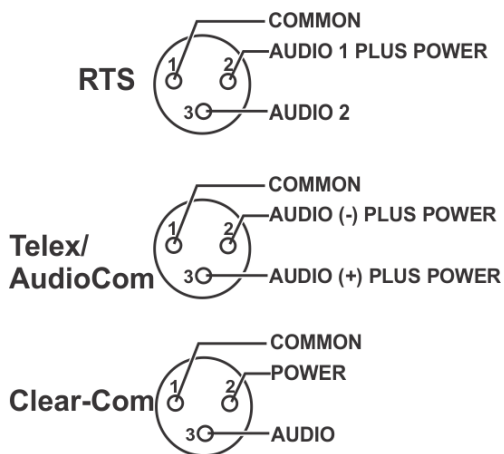 COMMON
AUDIO 1 PLUS POWER
RTS
1 2
3
AUDIO 2
COMMON
AUDIO (-) PLUS POWER
Telex/
AudioCom
1 2
3
AUDIO (+) PLUS POWER
COMMON
POWER
Clear-Com
1 2
3
AUDIO